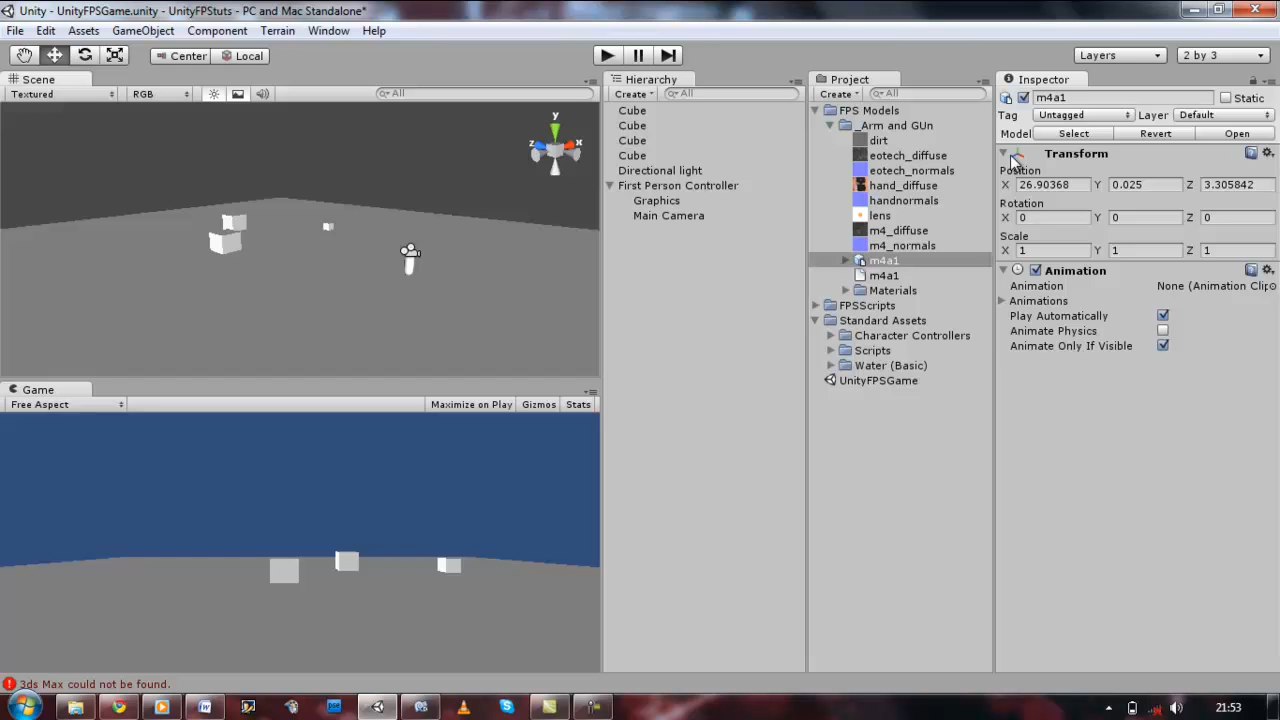 Unity - UnityFPSGame.unity - UnityFPStuts - PC and Mac Standalone*
File Edit Assets GameObject Component Terrain Window Help
Center Local Layers 2 by 3
Scene
Textured RGB All
y
z x
Game
Free Aspect Maximize on Play Gizmos Stats
Hierarchy
Create All
Cube
Cube
Cube
Cube
Directional light
First Person Controller
Graphics
Main Camera
Project
Create All
FPS Models
_Arm and GUn
dirt
eotech_diffuse
eotech_normals
hand_diffuse
handnormals
lens
m4_diffuse
m4_normals
m4a1
m4a1
Materials
FPSScripts
Standard Assets
Character Controllers
Scripts
Water (Basic)
UnityFPSGame
Inspector
m4a1 Static
Tag Untagged Layer Default
Model Select Revert Open
Transform
Position
X 26.90368 Y 0.025 Z 3.305842
Rotation
X 0 Y 0 Z 0
Scale
X 1 Y 1 Z 1
Animation
Animation None (Animation Clip
Animations
Play Automatically
Animate Physics
Animate Only If Visible
3ds Max could not be found.
21:53